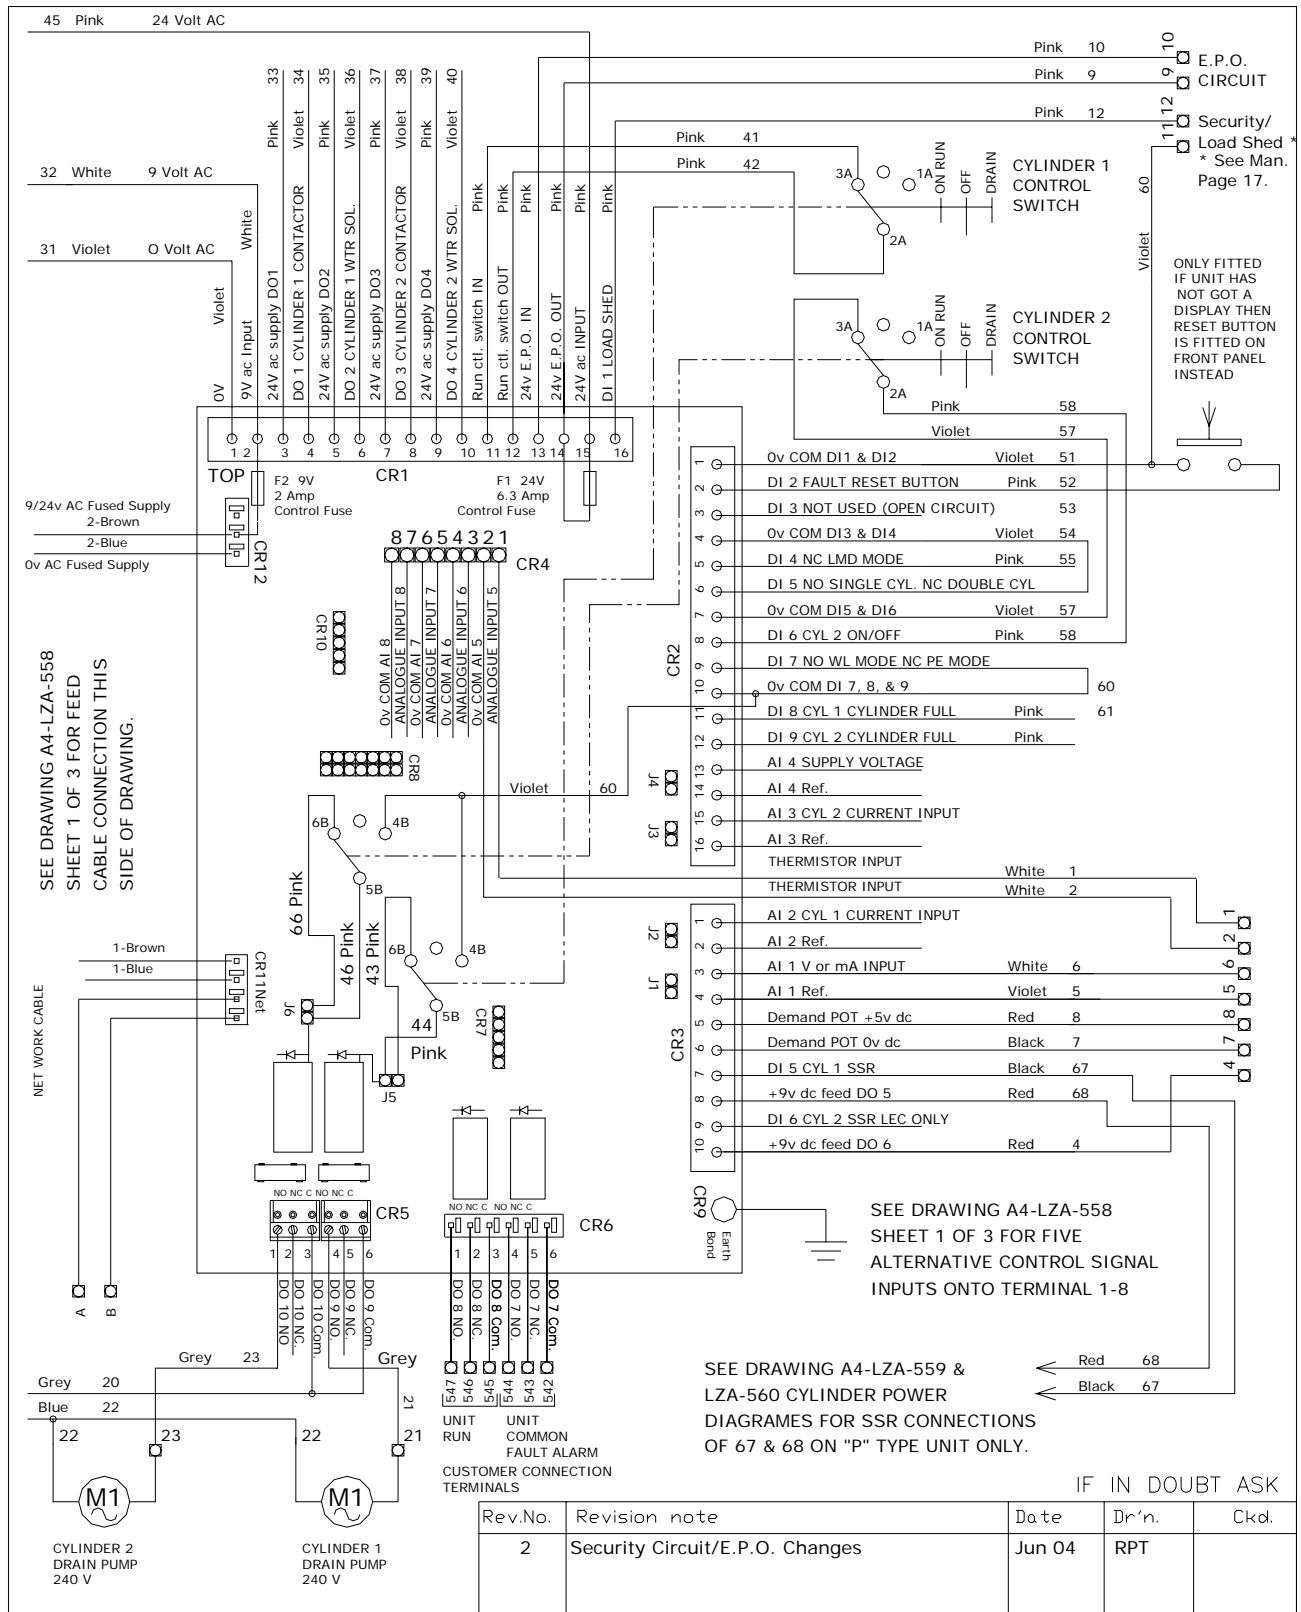 45 Pink 24 Volt AC
Pink 10
10
E.P.O.
Pink 9
9
CIRCUIT
Pink 12
12
Security/
11
Load Shed *
* See Man.
Page 17.
32 White 9 Volt AC
31 Violet O Volt AC
33
34
35
36
37
38
39
40
Pink
Violet
Pink
Violet
Pink
Violet
Pink
Violet
Pink
Pink
Pink
Pink
Pink
Pink
Violet
White
0V
9V ac Input
24V ac supply DO1
DO 1 CYLINDER 1 CONTACTOR
24V ac supply DO2
DO 2 CYLINDER 1 WTR SOL.
24V ac supply DO3
DO 3 CYLINDER 2 CONTACTOR
24V ac supply DO4
DO 4 CYLINDER 2 WTR SOL.
Run ctl. switch IN
Run ctl. switch OUT
24v E.P.O. IN
24v E.P.O. OUT
24V ac INPUT
DI 1 LOAD SHED
Pink 41
Pink 42
3A
1A
2A
ON RUN
OFF
DRAIN
CYLINDER 1
CONTROL
SWITCH
60
Violet
3A
1A
2A
ON RUN
OFF
DRAIN
CYLINDER 2
CONTROL
SWITCH
ONLY FITTED
IF UNIT HAS
NOT GOT A
DISPLAY THEN
RESET BUTTON
IS FITTED ON
FRONT PANEL
INSTEAD
Pink 58
Violet 57
1 2 3 4 5 6 7 8 9 10 11 12 13 14 15 16
TOP
CR1
F2 9V
2 Amp
Control Fuse
F1 24V
6.3 Amp
Control Fuse
9/24v AC Fused Supply
2-Brown
2-Blue
0v AC Fused Supply
CR12
8 7 6 5 4 3 2 1
CR4
0v COM AI 8
ANALOGUE INPUT 8
0v COM AI 7
ANALOGUE INPUT 7
0v COM AI 6
ANALOGUE INPUT 6
0v COM AI 5
ANALOGUE INPUT 5
CR10
CR8
CR2
1 0v COM DI1 & DI2 Violet 51
2 DI 2 FAULT RESET BUTTON Pink 52
3 DI 3 NOT USED (OPEN CIRCUIT) 53
4 0v COM DI3 & DI4 Violet 54
5 DI 4 NC LMD MODE Pink 55
6 DI 5 NO SINGLE CYL. NC DOUBLE CYL
7 0v COM DI5 & DI6 Violet 57
8 DI 6 CYL 2 ON/OFF Pink 58
9 DI 7 NO WL MODE NC PE MODE
10 0v COM DI 7, 8, & 9 60
11 DI 8 CYL 1 CYLINDER FULL Pink 61
12 DI 9 CYL 2 CYLINDER FULL Pink
13 AI 4 SUPPLY VOLTAGE
14 AI 4 Ref.
15 AI 3 CYL 2 CURRENT INPUT
16 AI 3 Ref.
J4
J3
Violet 60
SEE DRAWING A4-LZA-558
SHEET 1 OF 3 FOR FEED
CABLE CONNECTION THIS
SIDE OF DRAWING.
6B
4B
5B
66 Pink
46 Pink
43 Pink
6B
4B
5B
44
Pink
THERMISTOR INPUT White 1
THERMISTOR INPUT White 2
CR3
1 AI 2 CYL 1 CURRENT INPUT
2 AI 2 Ref.
3 AI 1 V or mA INPUT White 6
4 AI 1 Ref. Violet 5
5 Demand POT +5v dc Red 8
6 Demand POT 0v dc Black 7
7 DI 5 CYL 1 SSR Black 67
8 +9v dc feed DO 5 Red 68
9 DI 6 CYL 2 SSR LEC ONLY
10 +9v dc feed DO 6 Red 4
J2
J1
1
2
6
5
8
7
4
1-Brown
1-Blue
CR11Net
NET WORK CABLE
J6
J5
CR7
NO NC C NO NC C
CR5
1 2 3 4 5 6
NO NC C NO NC C
CR6
1 2 3 4 5 6
CR9
Earth
Bond
SEE DRAWING A4-LZA-558
SHEET 1 OF 3 FOR FIVE
ALTERNATIVE CONTROL SIGNAL
INPUTS ONTO TERMINAL 1-8
A
B
DO 10 NO
DO 10 NC.
DO 10 Com.
DO 9 NO.
DO 9 NC.
DO 9 Com.
DO 8 NO.
DO 8 NC.
DO 8 Com.
DO 7 NO.
DO 7 NC.
DO 7 Com.
Grey 23
Grey
21
Grey 20
Blue 22
22
23
22
21
547
546
545
544
543
542
UNIT
RUN
UNIT
COMMON
FAULT ALARM
CUSTOMER CONNECTION
TERMINALS
SEE DRAWING A4-LZA-559 &
LZA-560 CYLINDER POWER
DIAGRAMES FOR SSR CONNECTIONS
OF 67 & 68 ON "P" TYPE UNIT ONLY.
Red 68
Black 67
M1
M1
CYLINDER 2
DRAIN PUMP
240 V
CYLINDER 1
DRAIN PUMP
240 V
IF IN DOUBT ASK
Rev.No. Revision note Date Dr'n. Ckd.
2 Security Circuit/E.P.O. Changes Jun 04 RPT